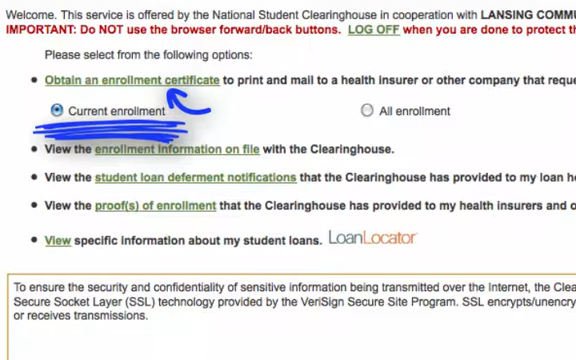 Welcome. This service is offered by the National Student Clearinghouse in cooperation with LANSING
IMPORTANT: Do NOT use the browser forward/back buttons. LOG OFF when you are done to protect
Please select from the following options:
• Obtain an enrollment certificate to print and mail to a health insurer or other company that
Current enrollment
All enrollment
• View the enrollment information on file with the Clearinghouse.
• View the student loan deferment notifications that the Clearinghouse has provided to my loan
• View the proof(s) of enrollment that the Clearinghouse has provided to my health insurers and
• View specific information about my student loans. LoanLocator
To ensure the security and confidentiality of sensitive information being transmitted over the Internet, the
Secure Socket Layer (SSL) technology provided by the VeriSign Secure Site Program. SSL
or receives transmissions.